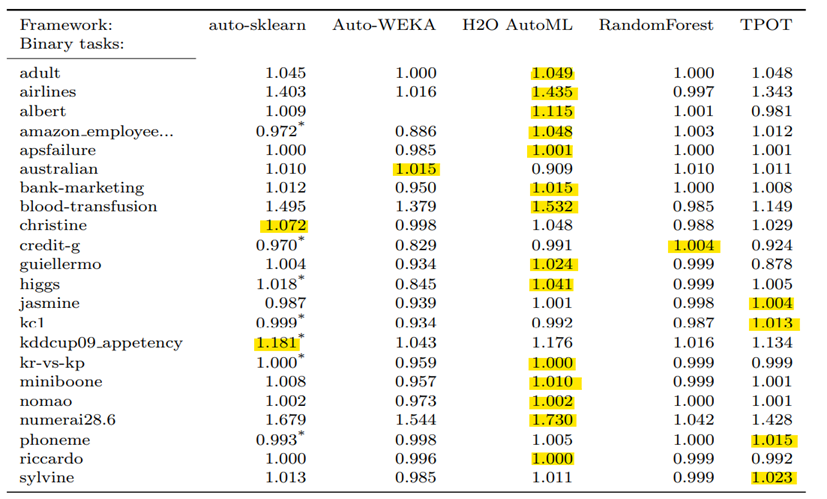 Framework: auto-sklearn Auto-WEKA H2O AutoML RandomForest TPOT
Binary tasks:
adult 1.045 1.000 1.049 1.000 1.048
airlines 1.403 1.016 1.435 0.997 1.343
albert 1.009 1.115 1.001 0.981
amazon_employee... 0.972* 0.886 1.048 1.003 1.012
apsfailure 1.000 0.985 1.001 1.000 1.001
australian 1.010 1.015 0.909 1.010 1.011
bank-marketing 1.012 0.950 1.015 1.000 1.008
blood-transfusion 1.495 1.379 1.532 0.985 1.149
christine 1.072 0.998 1.048 0.988 1.029
credit-g 0.970* 0.829 0.991 1.004 0.924
guiellermo 1.004 0.934 1.024 0.999 0.878
higgs 1.018* 0.845 1.041 0.999 1.005
jasmine 0.987 0.939 1.001 0.998 1.004
kc1 0.999* 0.934 0.992 0.987 1.013
kddcup09_appetency 1.181* 1.043 1.176 1.016 1.134
kr-vs-kp 1.000* 0.959 1.000 0.999 0.999
miniboone 1.008 0.957 1.010 0.999 1.001
nomao 1.002 0.973 1.002 1.000 1.001
numerai28.6 1.679 1.544 1.730 1.042 1.428
phoneme 0.993* 0.998 1.005 1.000 1.015
riccardo 1.000 0.996 1.000 0.999 0.992
sylvine 1.013 0.985 1.011 0.999 1.023